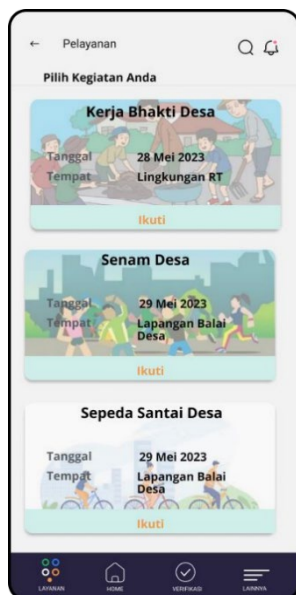 Pelayanan
Pilih Kegiatan Anda
Kerja Bhakti Desa
Tanggal 28 Mei 2023
Tempat Lingkungan RT
Ikuti
Senam Desa
Tanggal 29 Mei 2023
Tempat Lapangan Balai
Desa
Ikuti
Sepeda Santai Desa
Tanggal 29 Mei 2023
Tempat Lapangan Balai
Desa
Ikuti
LAYANAN HOME VERIFIKASI LAINNYA